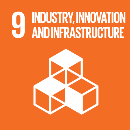 9 INDUSTRY, INNOVATION
AND INFRASTRUCTURE